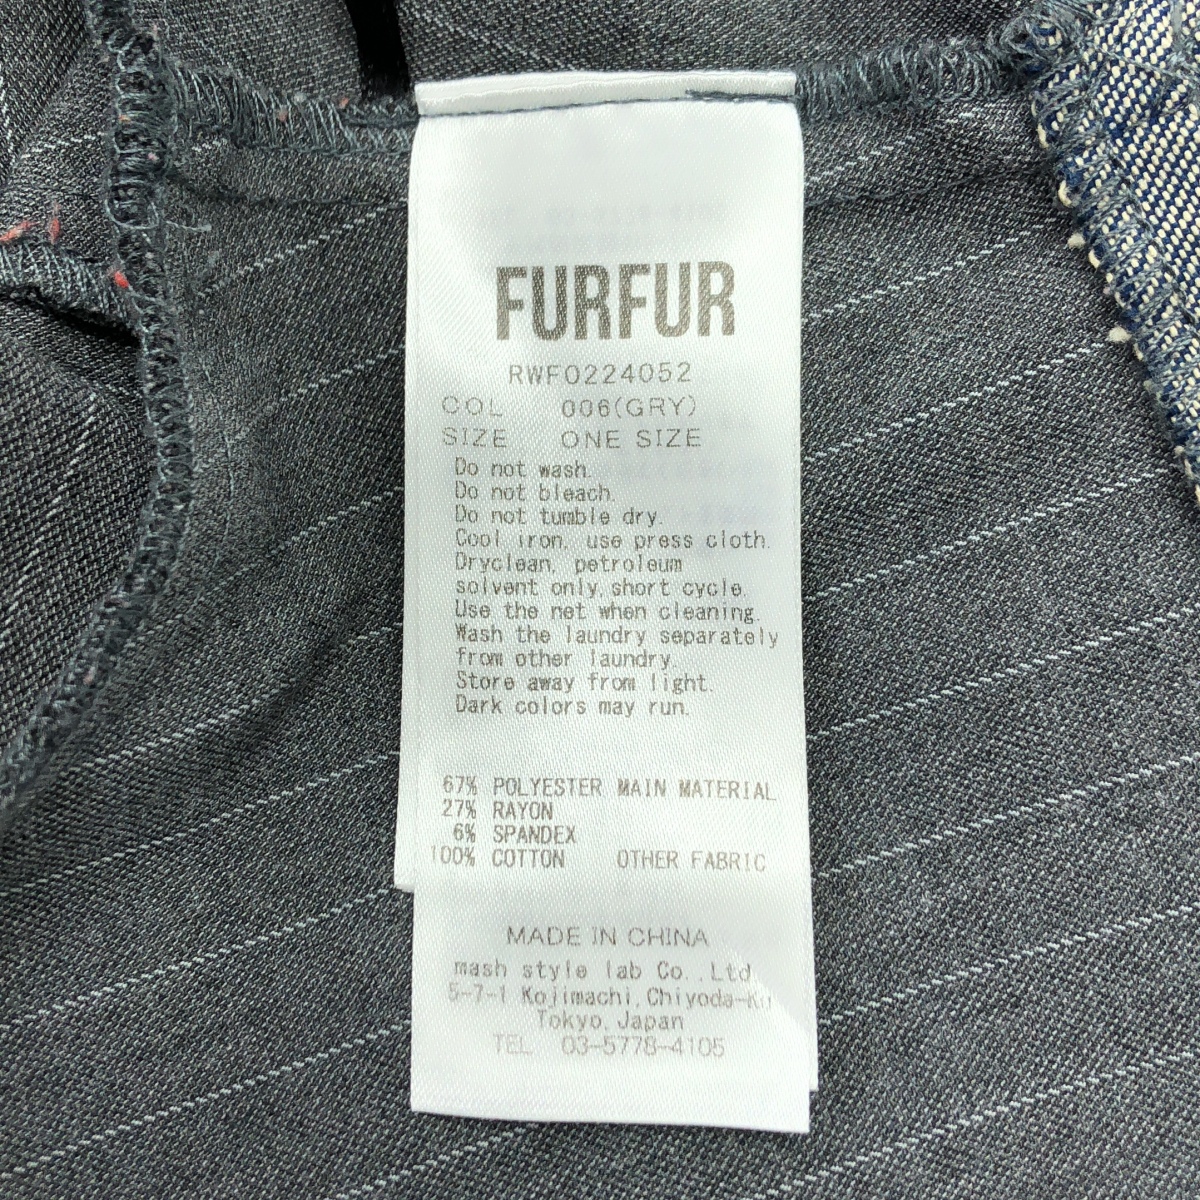 FURFUR
RWF0224052
COL 006(GRY)
SIZE ONE SIZE
Do not wash.
Do not bleach.
Do not tumble dry.
Cool iron, use press cloth.
Dryclean, petroleum
solvent only,short cycle.
Use the net when cleaning.
Wash the laundry separately
from other laundry.
Store away from light.
Dark colors may run.
67% POLYESTER MAIN MATERIAL
27% RAYON
6% SPANDEX
100% COTTON OTHER FABRIC
MADE IN CHINA
mash style lab Co.,Ltd.
5-7-1 Kojimachi,Chiyoda-Ku
Tokyo,Japan
TEL 03-5778-4105